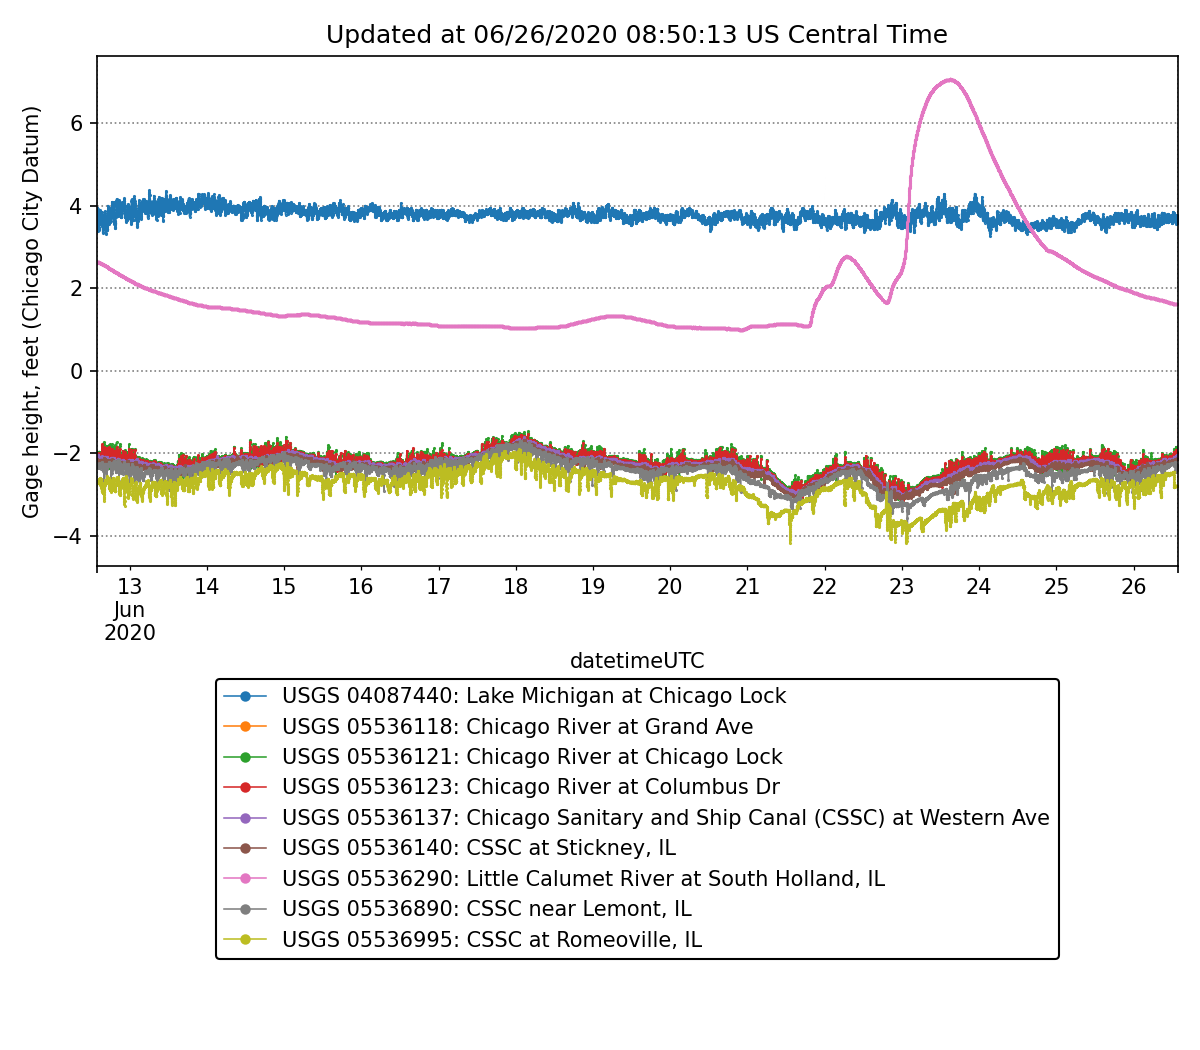 Updated at 06/26/2020 08:50:13 US Central Time
Gage height, feet (Chicago City Datum)
6
4
2
0
−2
−4
13 14 15 16 17 18 19 20 21 22 23 24 25 26
Jun
2020
datetimeUTC
USGS 04087440: Lake Michigan at Chicago Lock
USGS 05536118: Chicago River at Grand Ave
USGS 05536121: Chicago River at Chicago Lock
USGS 05536123: Chicago River at Columbus Dr
USGS 05536137: Chicago Sanitary and Ship Canal (CSSC) at Western Ave
USGS 05536140: CSSC at Stickney, IL
USGS 05536290: Little Calumet River at South Holland, IL
USGS 05536890: CSSC near Lemont, IL
USGS 05536995: CSSC at Romeoville, IL